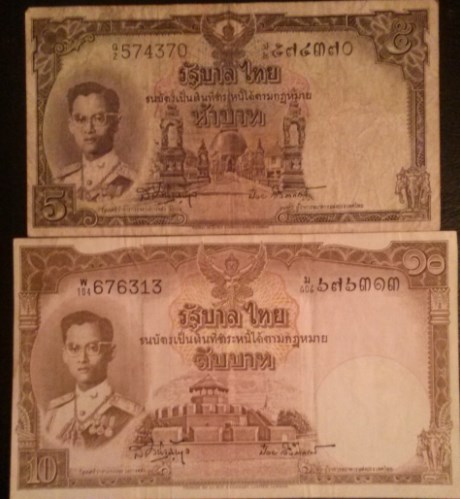 574370 ๕๗๔๓๗๐
รัฐบาลไทย
ธนบัตรเป็นเงินที่ชำระหนี้ได้ตามกฎหมาย
ห้าบาท
5
W/104 676313 ๖๗๖๓๑๓ ๑๐
รัฐบาลไทย
ธนบัตรเป็นเงินที่ชำระหนี้ได้ตามกฎหมาย
สิบบาท
10